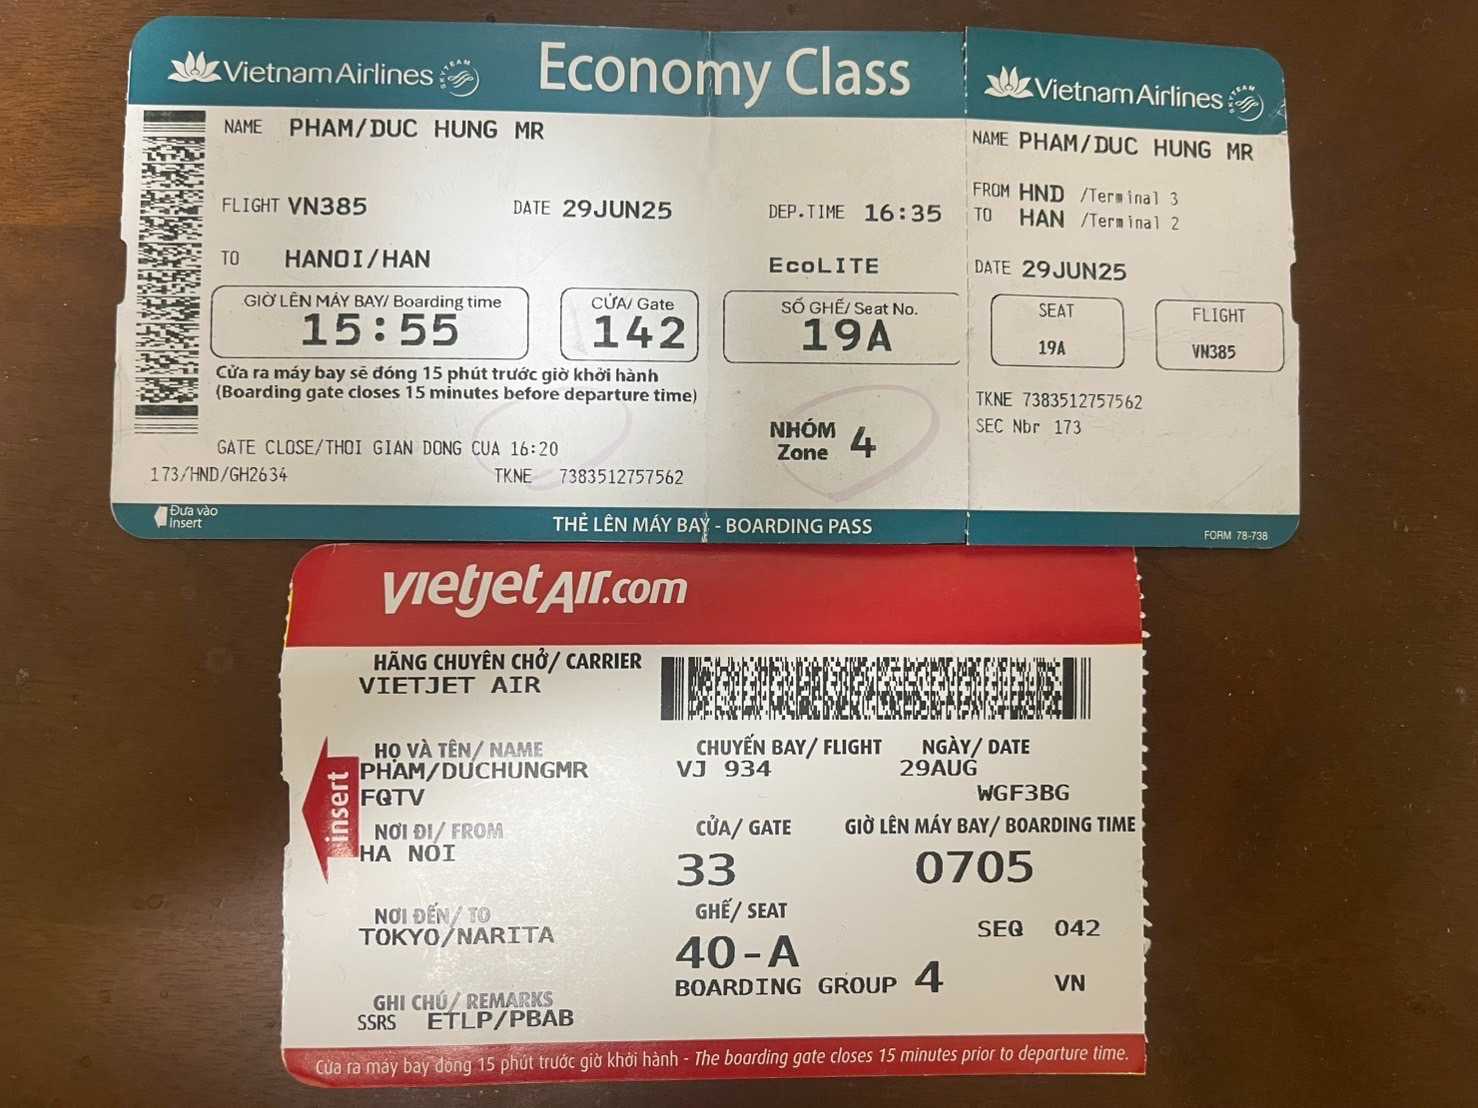 Vietnam Airlines SKYTEAM Economy Class Vietnam Airlines SKYTEAM
NAME PHAM/DUC HUNG MR
FLIGHT VN385 DATE 29JUN25 DEP.TIME 16:35
TO HANOI/HAN EcoLITE
GIỜ LÊN MÁY BAY/ Boarding time CỬA/ Gate SỐ GHẾ/ Seat No.
15:55 142 19A
Cửa ra máy bay sẽ đóng 15 phút trước giờ khởi hành
(Boarding gate closes 15 minutes before departure time)
NHÓM
Zone 4
GATE CLOSE/THOI GIAN DONG CUA 16:20
173/HND/GH2634 TKNE 7383512757562
Đưa vào
Insert
THẺ LÊN MÁY BAY - BOARDING PASS
NAME PHAM/DUC HUNG MR
FROM HND /Terminal 3
TO HAN /Terminal 2
DATE 29JUN25
SEAT FLIGHT
19A VN385
TKNE 7383512757562
SEC Nbr 173
FORM 78-738
vietjetAir.com
HÃNG CHUYÊN CHỞ/ CARRIER
VIETJET AIR
HỌ VÀ TÊN/ NAME CHUYẾN BAY/ FLIGHT NGÀY/ DATE
PHAM/DUCHUNGMR VJ 934 29AUG
FQTV WGF3BG
insert
NƠI ĐI/ FROM CỬA/ GATE GIỜ LÊN MÁY BAY/ BOARDING TIME
HA NOI 33 0705
NƠI ĐẾN/ TO GHẾ/ SEAT
TOKYO/NARITA 40-A SEQ 042
BOARDING GROUP 4 VN
GHI CHÚ/ REMARKS
SSRS ETLP/PBAB
Cửa ra máy bay đóng 15 phút trước giờ khởi hành - The boarding gate closes 15 minutes prior to departure time.